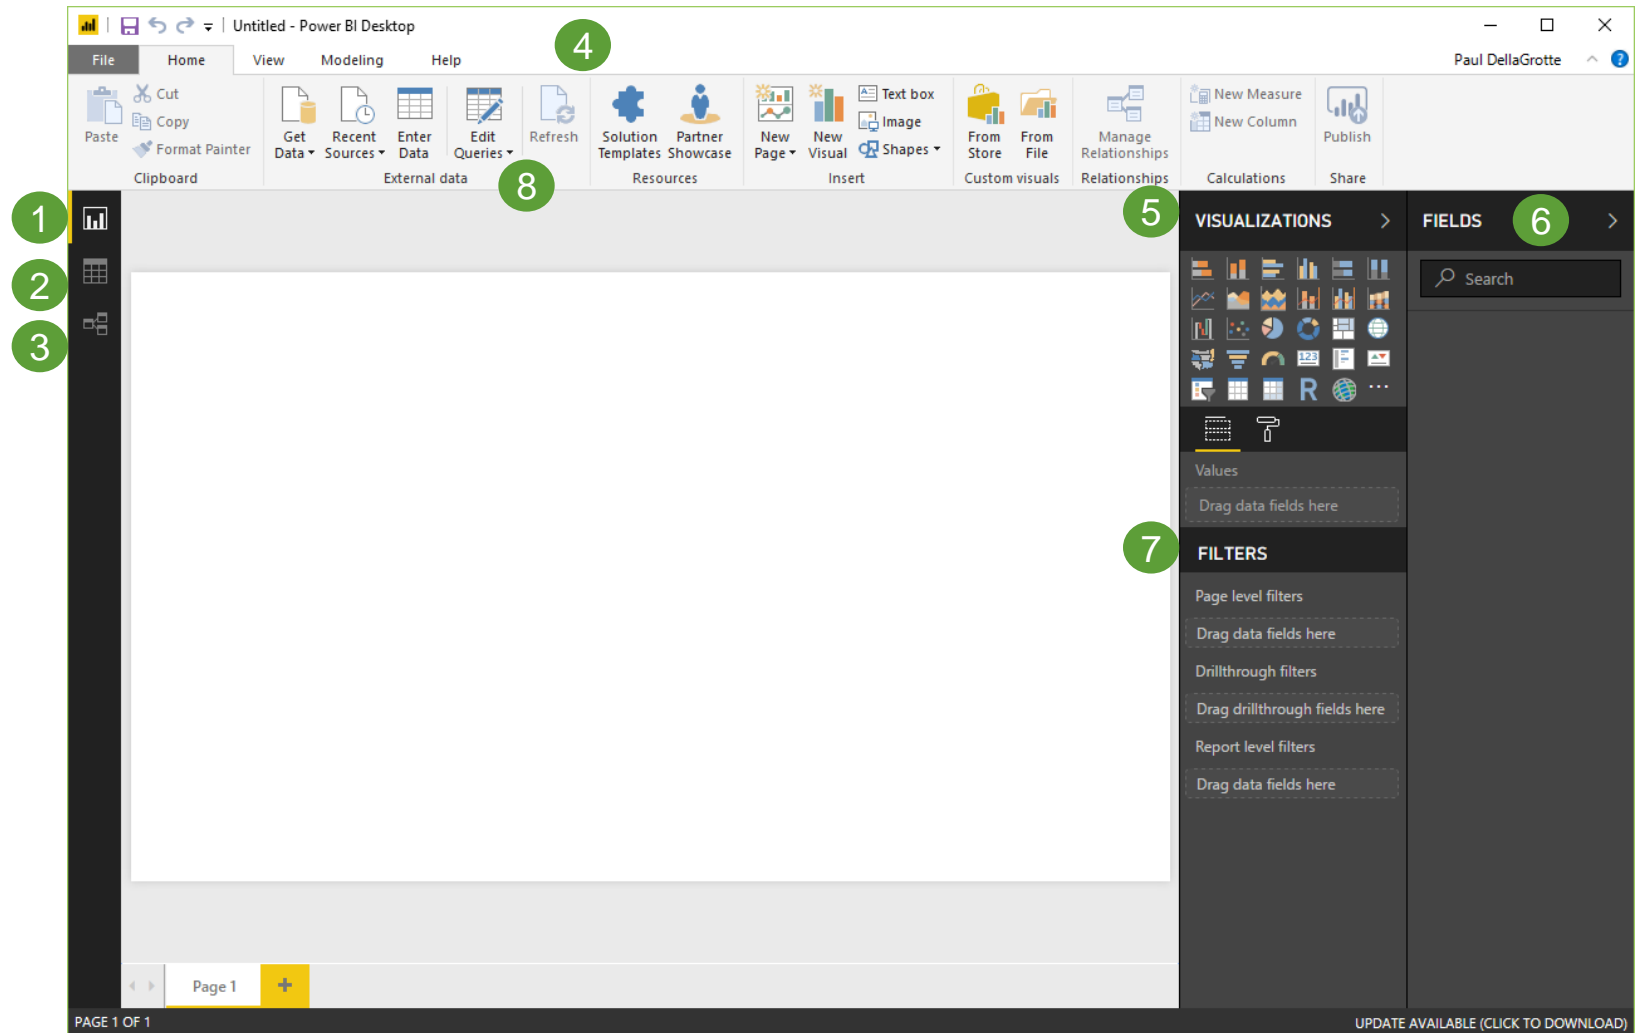 Untitled - Power BI Desktop
4
File Home View Modeling Help
Paul DellaGrotte ?
Paste
Cut
Copy
Format Painter
Clipboard
Get Data
Recent Sources
Enter Data
Edit Queries
Refresh
External data
8
Solution Templates
Partner Showcase
Resources
New Page
New Visual
Text box
Image
Shapes
Insert
From Store
From File
Custom visuals
Manage Relationships
Relationships
New Measure
New Column
Calculations
Publish
Share
1
2
3
5
VISUALIZATIONS
123
R
Values
Drag data fields here
7
FILTERS
Page level filters
Drag data fields here
Drillthrough filters
Drag drillthrough fields here
Report level filters
Drag data fields here
FIELDS
6
Search
Page 1
+
PAGE 1 OF 1
UPDATE AVAILABLE (CLICK TO DOWNLOAD)